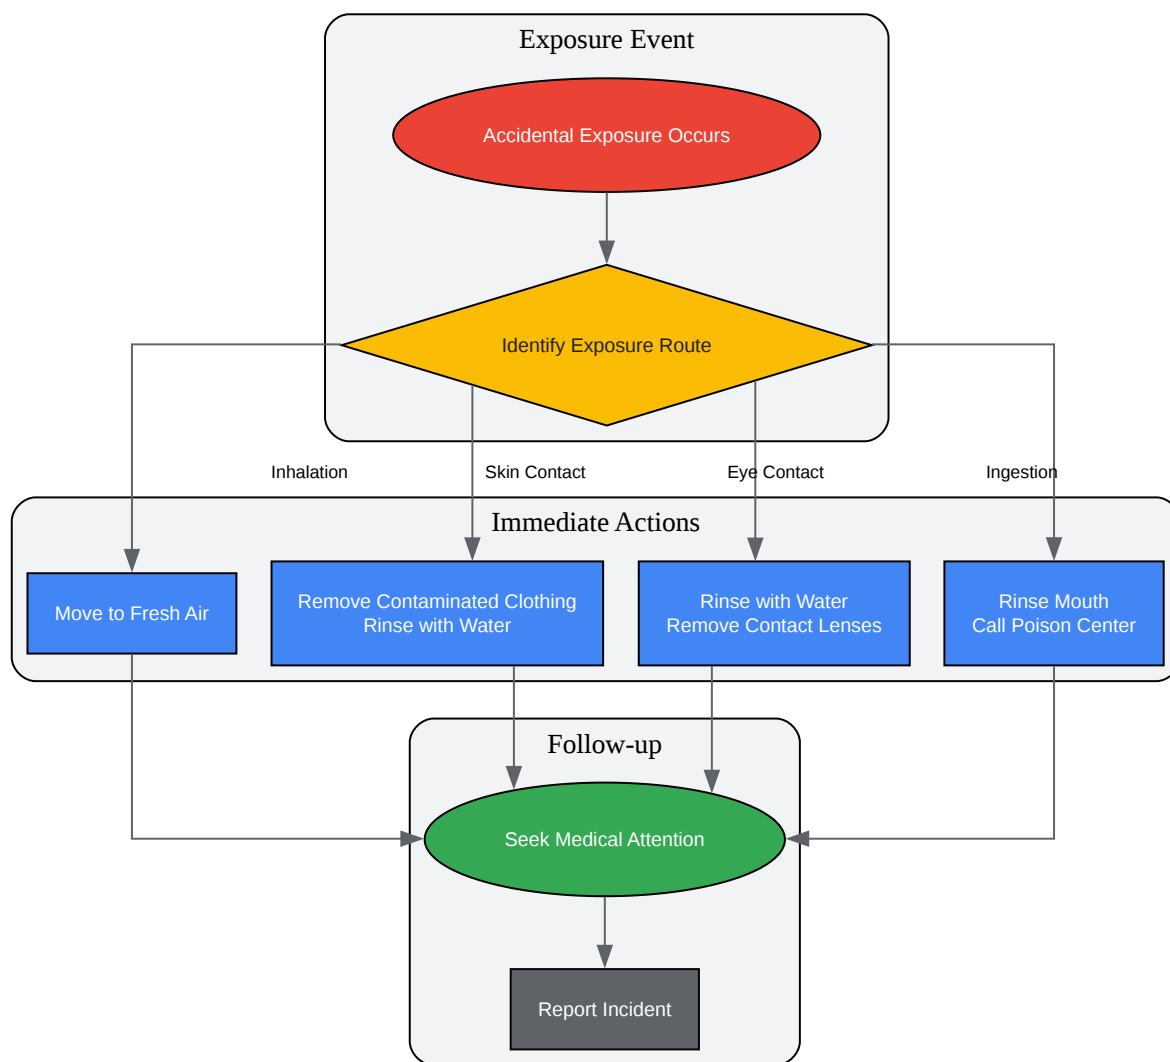 Exposure Event
Accidental Exposure Occurs
Identify Exposure Route
Inhalation
Skin Contact
Eye Contact
Ingestion
Immediate Actions
Move to Fresh Air
Remove Contaminated Clothing
Rinse with Water
Rinse with Water
Remove Contact Lenses
Rinse Mouth
Call Poison Center
Follow-up
Seek Medical Attention
Report Incident